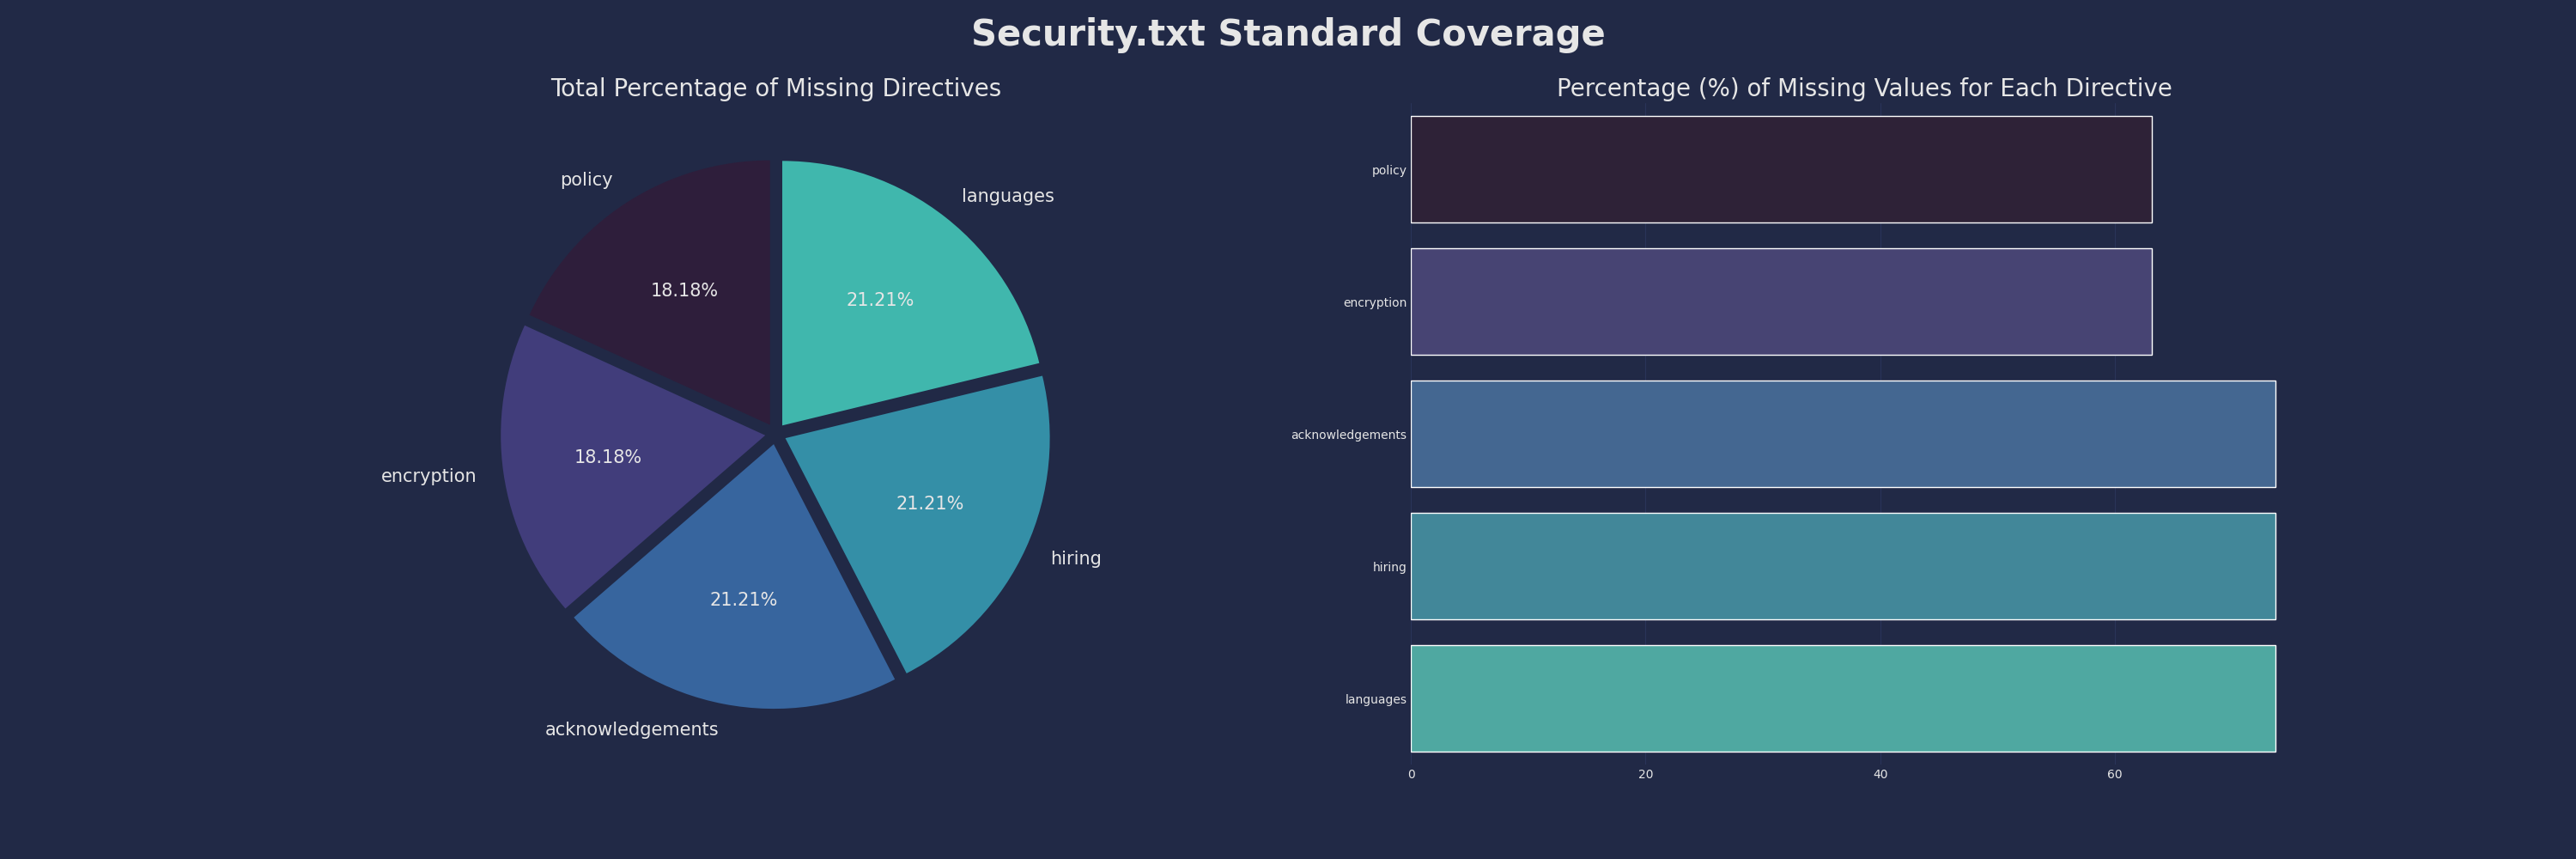 Security.txt Standard Coverage
Total Percentage of Missing Directives
policy
languages
18.18%
21.21%
encryption
18.18%
21.21%
hiring
21.21%
acknowledgements
Percentage (%) of Missing Values for Each Directive
policy
encryption
acknowledgements
hiring
languages
0 20 40 60